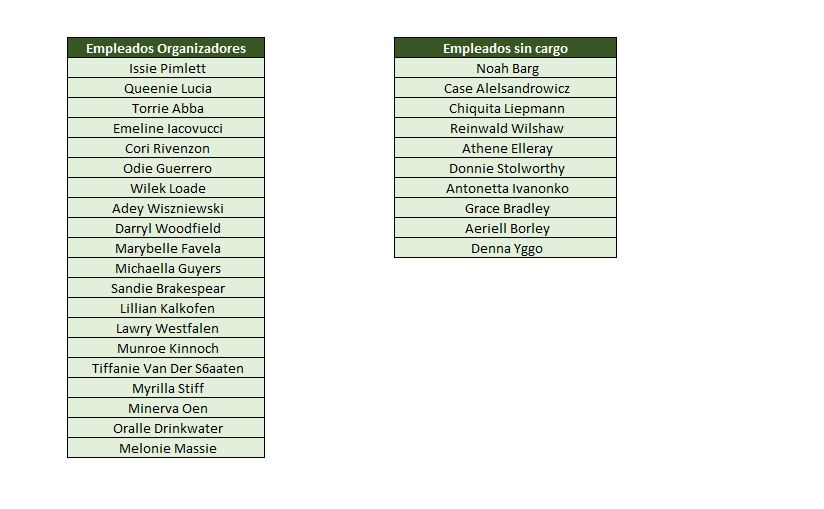 Empleados Organizadores
Issie Pimlett
Queenie Lucia
Torrie Abba
Emeline Iacovucci
Cori Rivenzon
Odie Guerrero
Wilek Loade
Adey Wiszniewski
Darryl Woodfield
Marybelle Favela
Michaella Guyers
Sandie Brakespear
Lillian Kalkofen
Lawry Westfalen
Munroe Kinnoch
Tiffanie Van Der S6aaten
Myrilla Stiff
Minerva Oen
Oralle Drinkwater
Melonie Massie
Empleados sin cargo
Noah Barg
Case Alelsandrowicz
Chiquita Liepmann
Reinwald Wilshaw
Athene Elleray
Donnie Stolworthy
Antonetta Ivanonko
Grace Bradley
Aeriell Borley
Denna Yggo